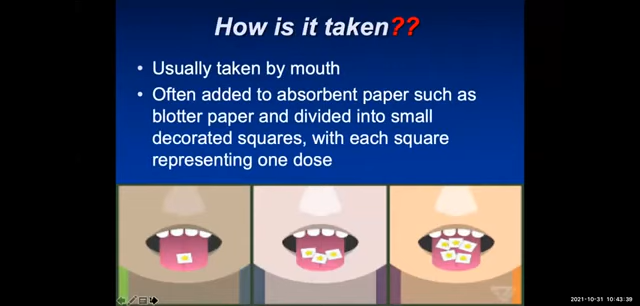 How is it taken??
• Usually taken by mouth
• Often added to absorbent paper such as
blotter paper and divided into small
decorated squares, with each square
representing one dose
2021-10-31 10:43:39